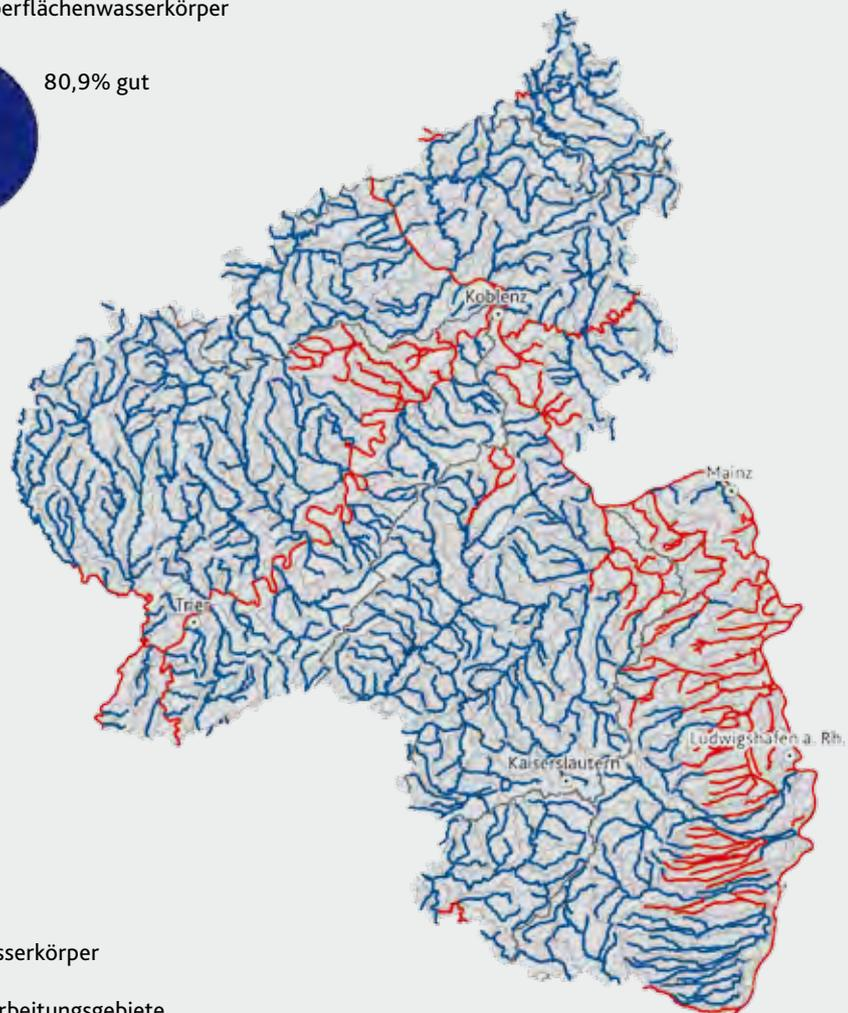 erflächenwasserkörper
80,9% gut
Koblenz
Mainz
Trier
Ludwigshafen a. Rh.
Kaiserslautern
sserkörper
rbeitungsgebiete